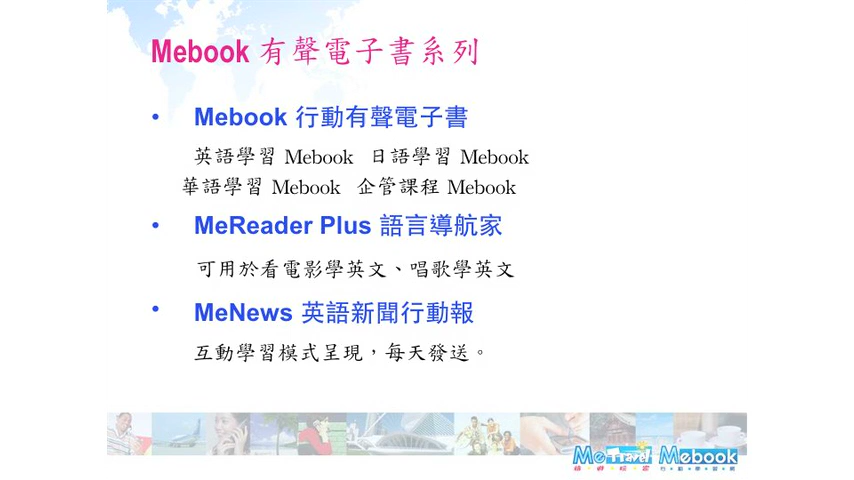 Mebook 有聲電子書系列
• Mebook 行動有聲電子書
英語學習 Mebook 日語學習 Mebook
華語學習 Mebook 企管課程 Mebook
• MeReader Plus 語言導航家
可用於看電影學英文、唱歌學英文
• MeNews 英語新聞行動報
互動學習模式呈現，每天發送。
MeTravel Mebook